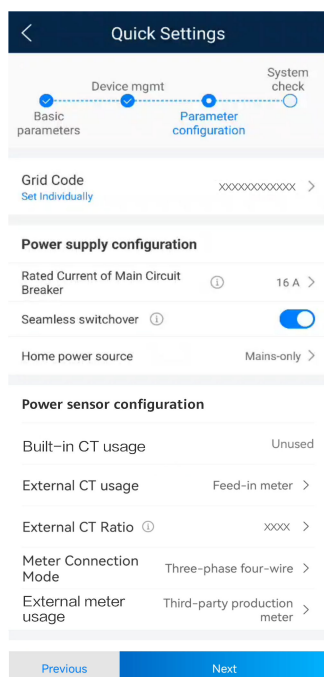 Quick Settings
System
Device mgmt check
Basic Parameter
parameters configuration
Grid Code
Set Individually
XXXXXXXXXXXX
Power supply configuration
Rated Current of Main Circuit
Breaker
16 A
Seamless switchover
Home power source Mains-only
Power sensor configuration
Built-in CT usage Unused
External CT usage Feed-in meter
External CT Ratio XXXX
Meter Connection
Mode
Three-phase four-wire
External meter
usage
Third-party production
meter
Previous Next